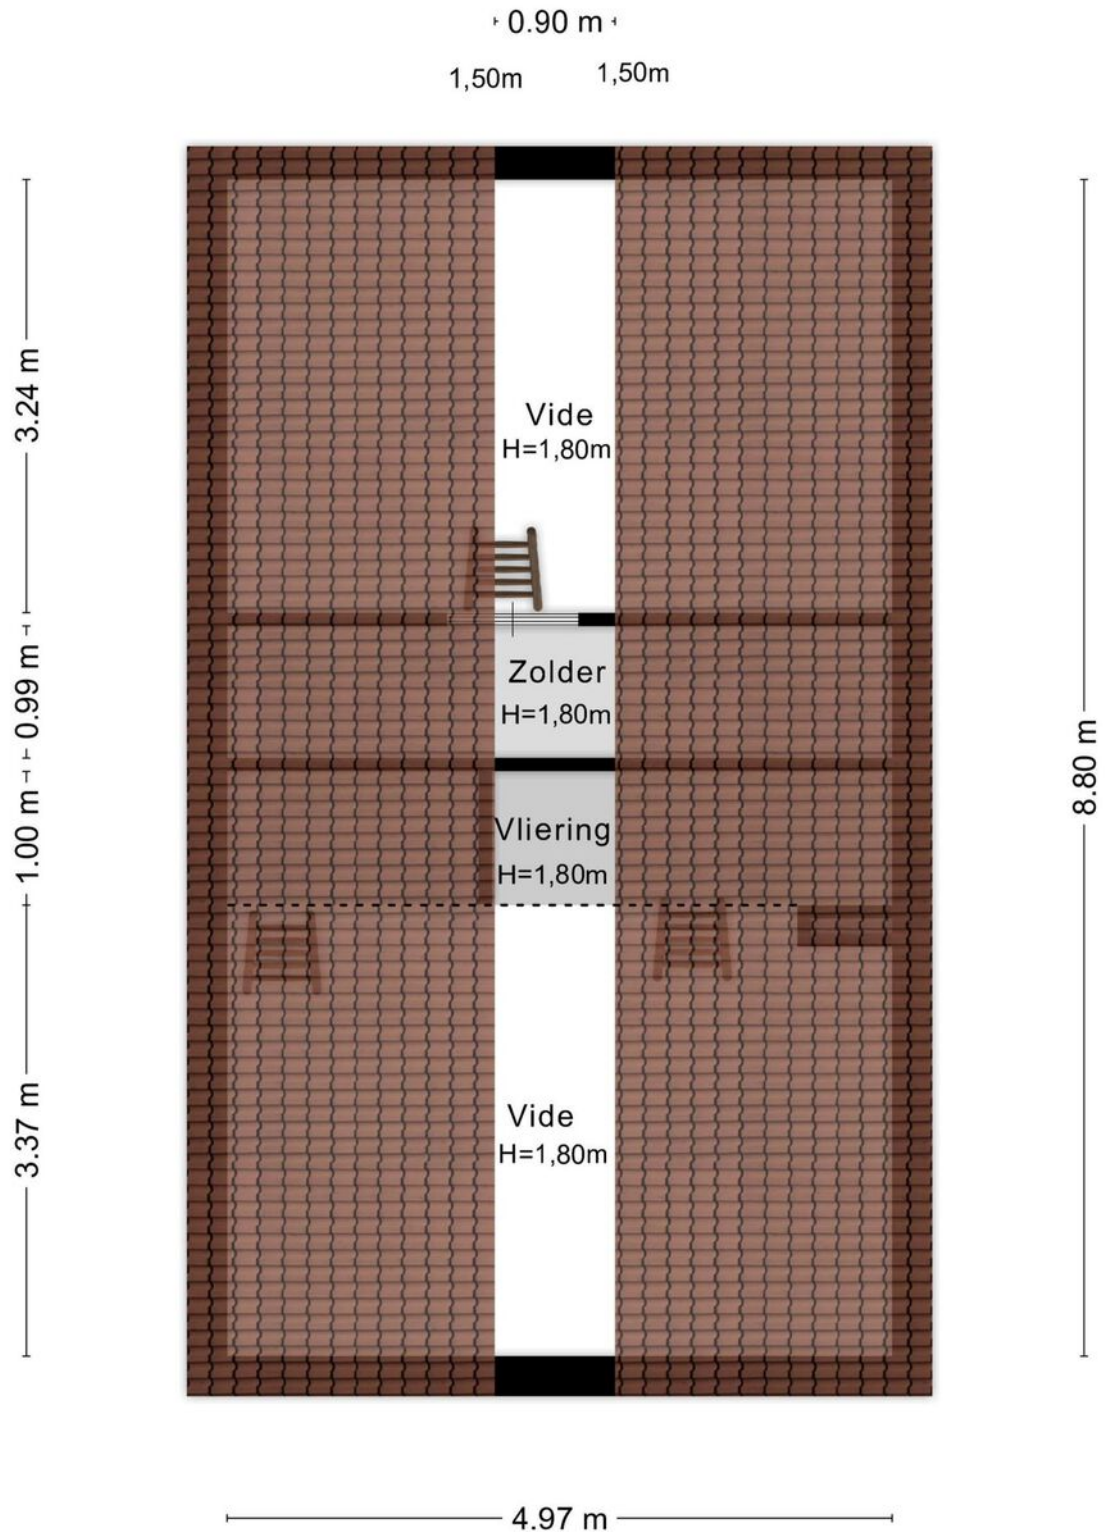 0.90 m
1,50m 1,50m
3.24 m
Vide
H=1,80m
0.99 m
Zolder
H=1,80m
1.00 m
Vliering
H=1,80m
8.80 m
3.37 m
Vide
H=1,80m
4.97 m